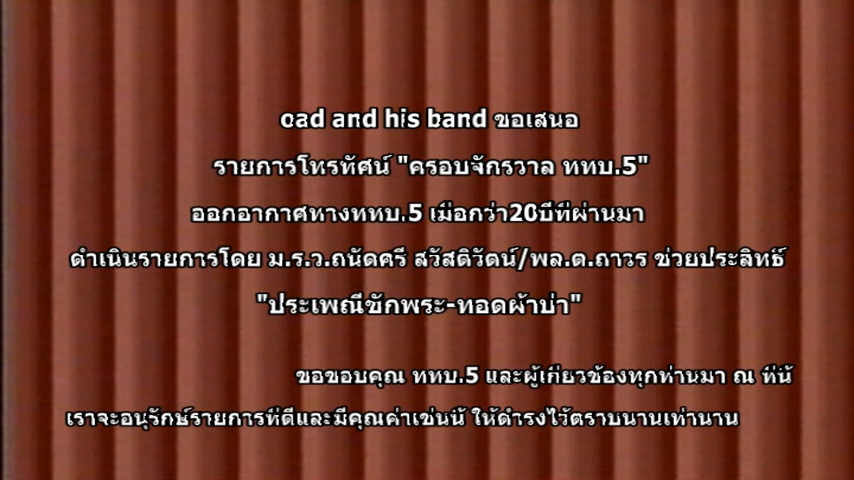 oad and his band ขอเสนอ
รายการโทรทัศน์ "ครอบจักรวาล ททบ.5"
ออกอากาศทางททบ.5 เมื่อกว่า20ปีที่ผ่านมา
ดำเนินรายการโดย ม.ร.ว.ถนัดศรี สวัสดิวัตน์/พล.ต.ถาวร ช่วยประสิทธิ์
"ประเพณีชักพระ-ทอดผ้าป่า"
ขอขอบคุณ ททบ.5 และผู้เกี่ยวข้องทุกท่านมา ณ ที่นี้
เราจะอนุรักษ์รายการที่ดีและมีคุณค่าเช่นนี้ ให้ดำรงไว้ตราบนานเท่านาน